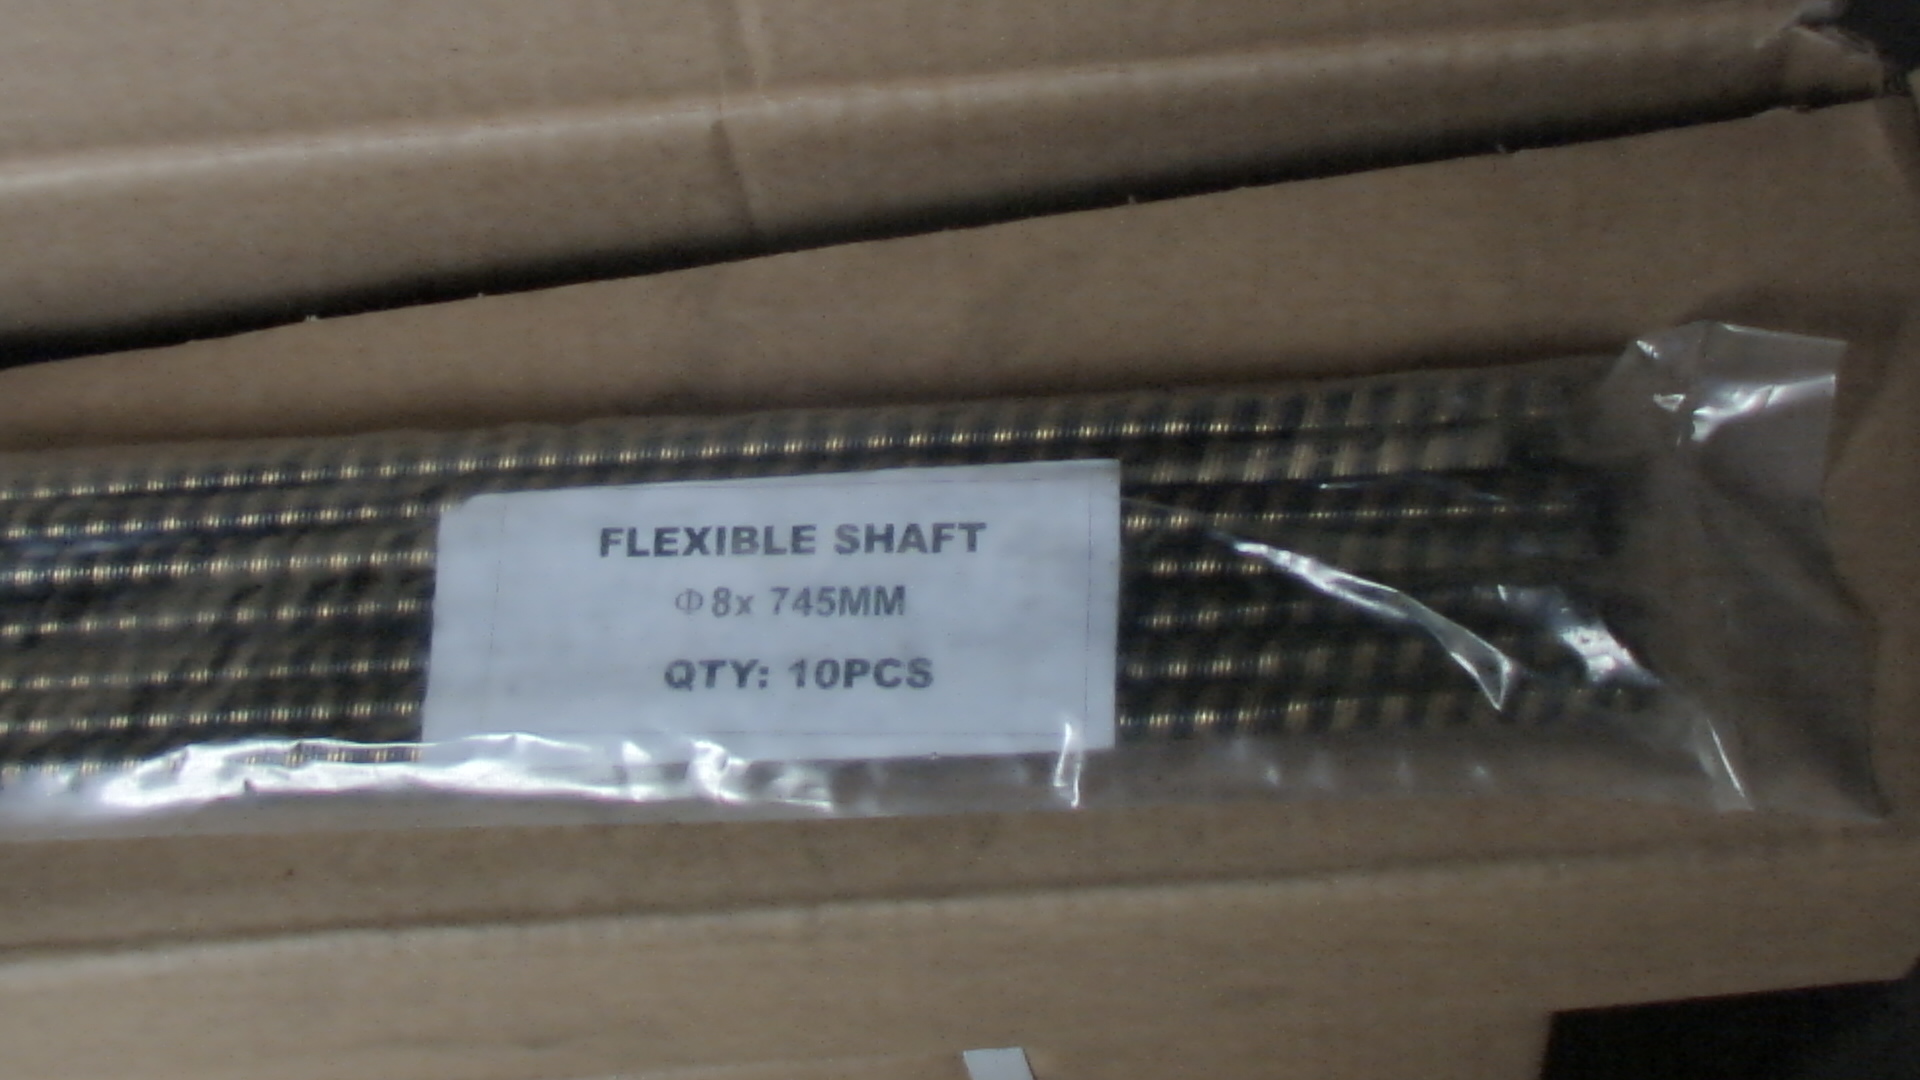 FLEXIBLE SHAFT
Φ8x 745MM
QTY: 10PCS